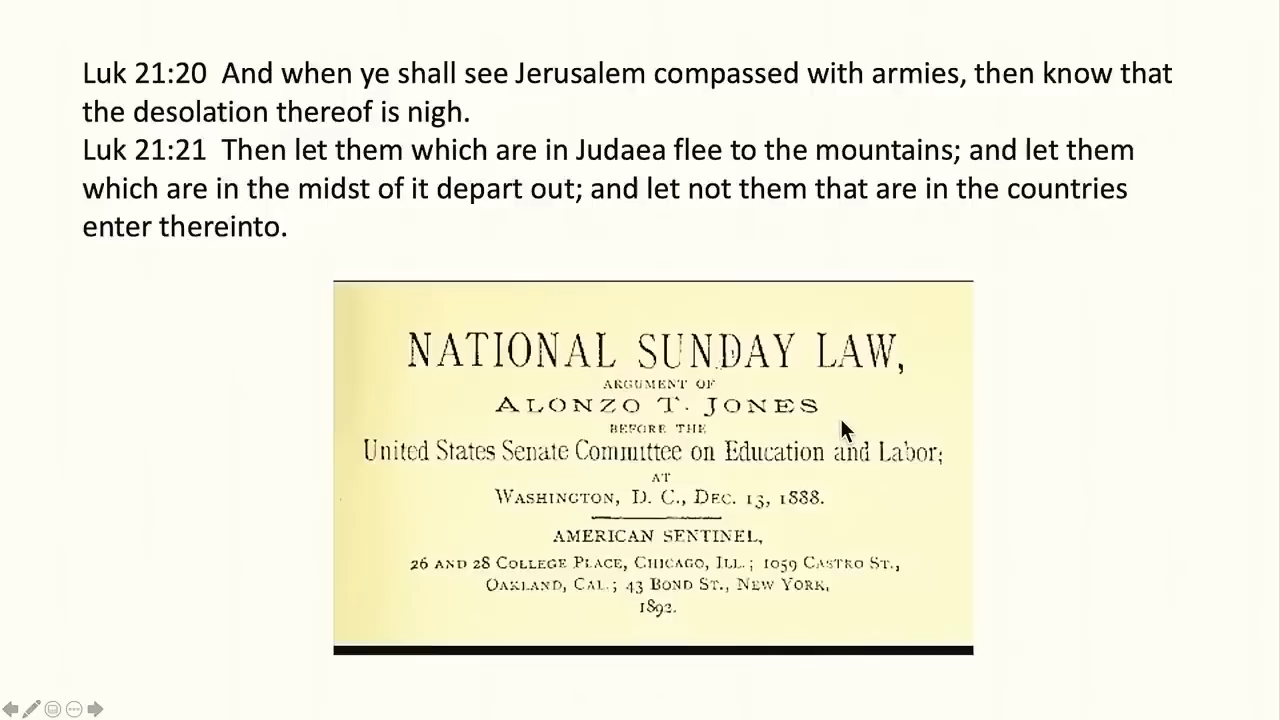 Luk 21:20  And when ye shall see Jerusalem compassed with armies, then know that
the desolation thereof is nigh.
Luk 21:21  Then let them which are in Judaea flee to the mountains; and let them
which are in the midst of it depart out; and let not them that are in the countries
enter thereinto.
NATIONAL SUNDAY LAW,
ARGUMENT OF
ALONZO T. JONES
BEFORE THE
United States Senate Committee on Education and Labor;
AT
WASHINGTON, D. C., DEC. 13, 1888.
AMERICAN SENTINEL,
26 AND 28 COLLEGE PLACE, CHICAGO, ILL.; 1059 CASTRO ST.,
OAKLAND, CAL.; 43 BOND ST., NEW YORK,
1892.